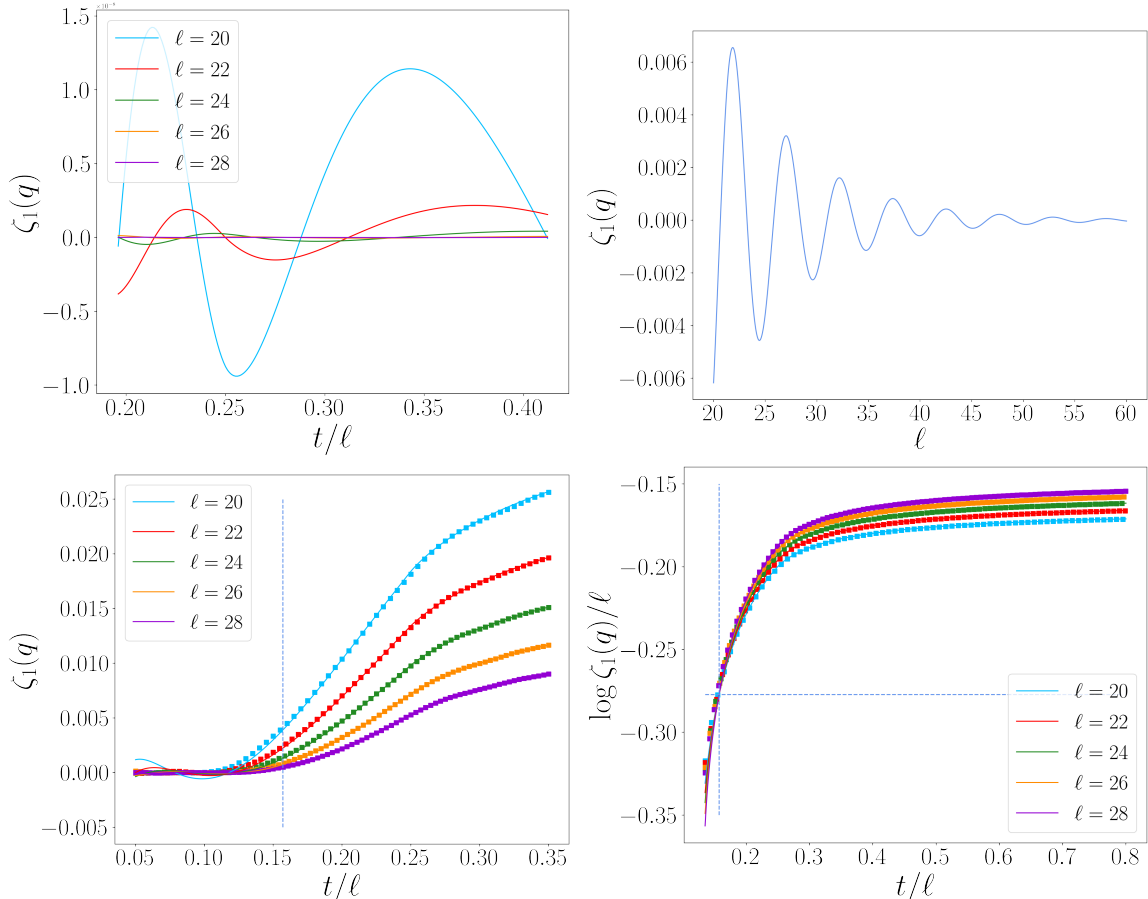 ×10⁻⁸
1.5
1.0
0.5
0.0
−0.5
−1.0
ζ₁(q)
ℓ = 20
ℓ = 22
ℓ = 24
ℓ = 26
ℓ = 28
0.20 0.25 0.30 0.35 0.40
t/ℓ
0.006
0.004
0.002
0.000
−0.002
−0.004
−0.006
ζ₁(q)
20 25 30 35 40 45 50 55 60
ℓ
0.025
0.020
0.015
0.010
0.005
0.000
−0.005
ζ₁(q)
ℓ = 20
ℓ = 22
ℓ = 24
ℓ = 26
ℓ = 28
0.05 0.10 0.15 0.20 0.25 0.30 0.35
t/ℓ
−0.15
−0.20
−0.25
−0.30
−0.35
log ζ₁(q)/ℓ
ℓ = 20
ℓ = 22
ℓ = 24
ℓ = 26
ℓ = 28
0.2 0.3 0.4 0.5 0.6 0.7 0.8
t/ℓ